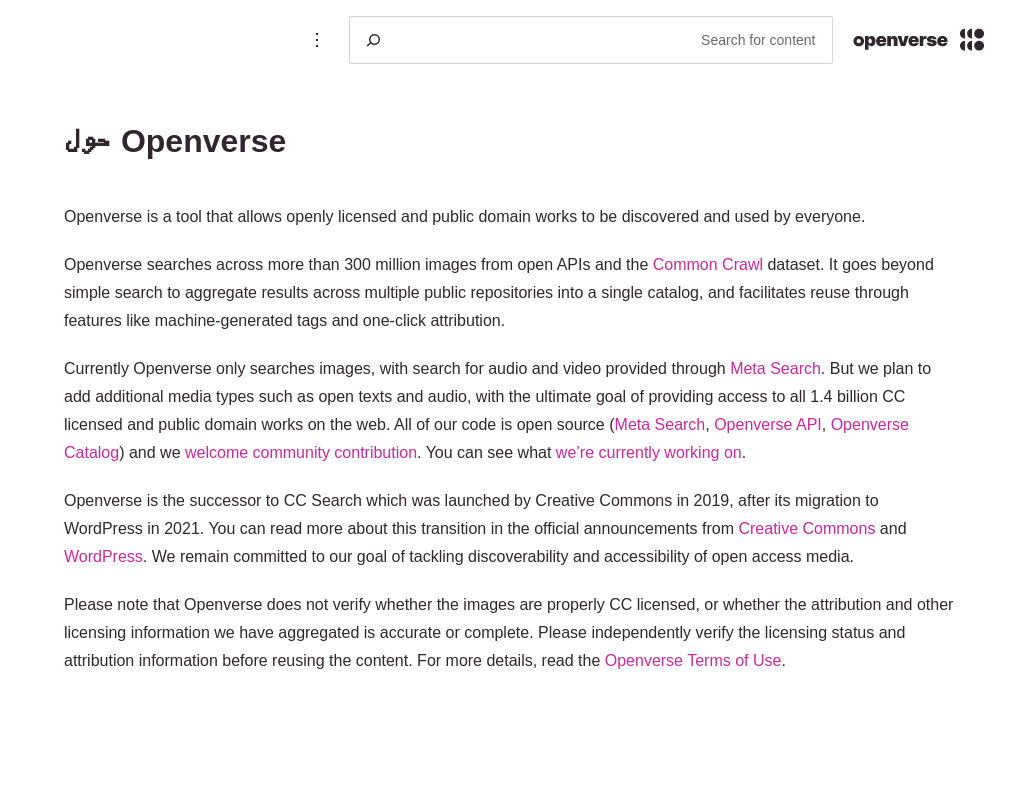 Search for content
openverse
حول Openverse
Openverse is a tool that allows openly licensed and public domain works to be discovered and used by everyone.
Openverse searches across more than 300 million images from open APIs and the Common Crawl dataset. It goes beyond
simple search to aggregate results across multiple public repositories into a single catalog, and facilitates reuse through
features like machine-generated tags and one-click attribution.
Currently Openverse only searches images, with search for audio and video provided through Meta Search. But we plan to
add additional media types such as open texts and audio, with the ultimate goal of providing access to all 1.4 billion CC
licensed and public domain works on the web. All of our code is open source (Meta Search, Openverse API, Openverse
Catalog) and we welcome community contribution. You can see what we’re currently working on.
Openverse is the successor to CC Search which was launched by Creative Commons in 2019, after its migration to
WordPress in 2021. You can read more about this transition in the official announcements from Creative Commons and
WordPress. We remain committed to our goal of tackling discoverability and accessibility of open access media.
Please note that Openverse does not verify whether the images are properly CC licensed, or whether the attribution and other
licensing information we have aggregated is accurate or complete. Please independently verify the licensing status and
attribution information before reusing the content. For more details, read the Openverse Terms of Use.